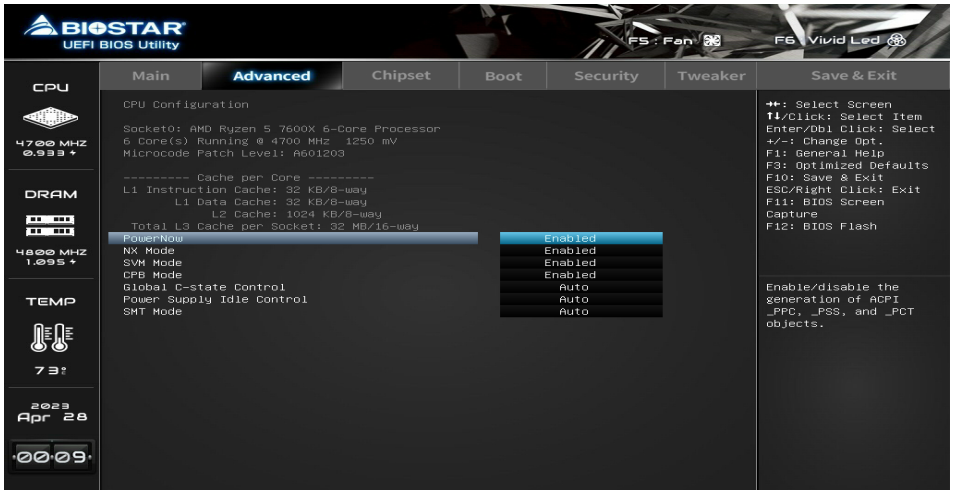 BIOSTAR®
UEFI BIOS Utility
F5 : Fan
F6 Vivid Led
Main Advanced Chipset Boot Security Tweaker Save & Exit
CPU
4700 MHZ
0.933
DRAM
4800 MHZ
1.095
TEMP
73
2023
Apr 28
00:09
CPU Configuration
Socket0: AMD Ryzen 5 7600X 6-Core Processor
6 Core(s) Running @ 4700 MHz 1250 mV
Microcode Patch Level: A601203
--------- Cache per Core ---------
L1 Instruction Cache: 32 KB/8-way
L1 Data Cache: 32 KB/8-way
L2 Cache: 1024 KB/8-way
Total L3 Cache per Socket: 32 MB/16-way
PowerNow Enabled
NX Mode Enabled
SVM Mode Enabled
CPB Mode Enabled
Global C-state Control Auto
Power Supply Idle Control Auto
SMT Mode Auto
→←: Select Screen
↑↓/Click: Select Item
Enter/Dbl Click: Select
+/-: Change Opt.
F1: General Help
F3: Optimized Defaults
F10: Save & Exit
ESC/Right Click: Exit
F11: BIOS Screen
Capture
F12: BIOS Flash
Enable/disable the
generation of ACPI
_PPC, _PSS, and _PCT
objects.